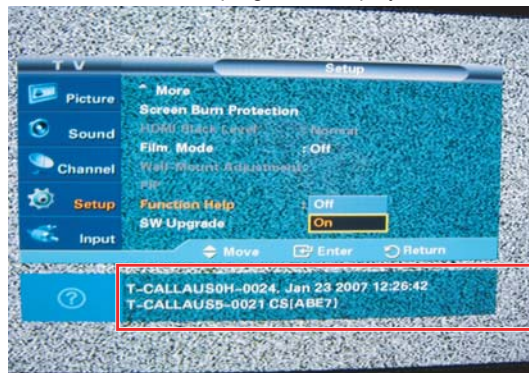 T V
Setup
Picture
Sound
Channel
Setup
Input
More
Screen Burn Protection
HDMI Black Level : Normal
Film Mode : Off
Wall-Mount Adjustment
PIP
Function Help : Off
On
SW Upgrade
Move Enter Return
T-CALLAUS0H-0024, Jan 23 2007 12:26:42
T-CALLAUS5-0021 CS[ABE7]